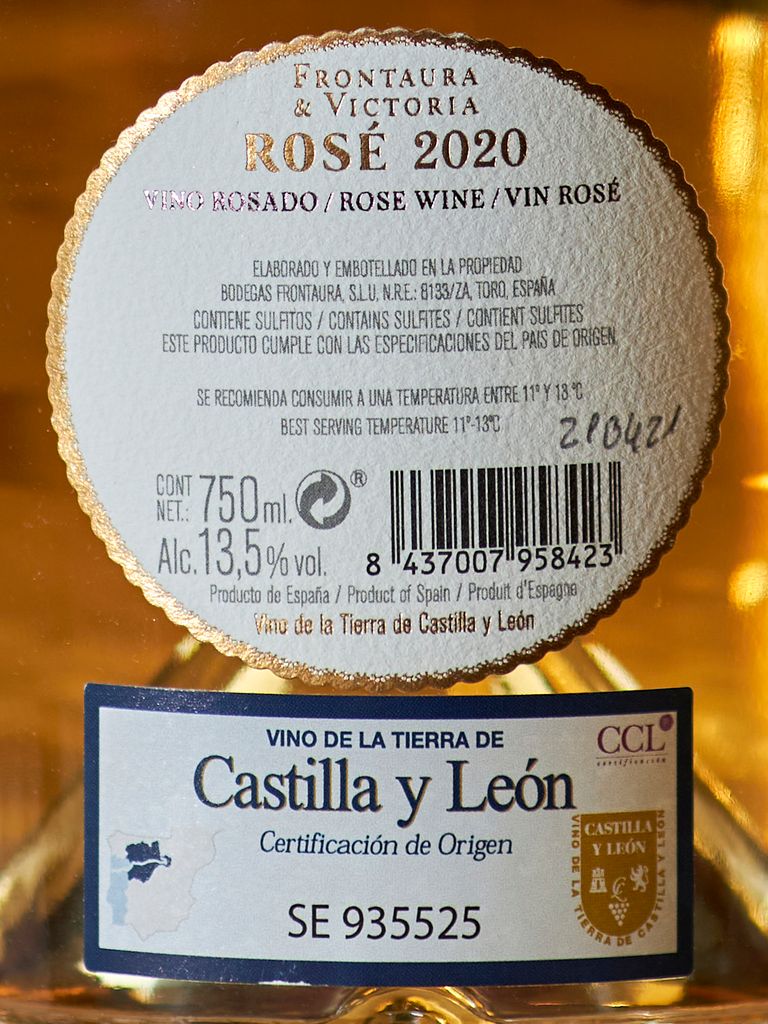 FRONTAURA
& VICTORIA
ROSÉ 2020
VINO ROSADO / ROSE WINE / VIN ROSÉ
ELABORADO Y EMBOTELLADO EN LA PROPIEDAD
BODEGAS FRONTAURA, S.L.U. N.R.E.: 8133/ZA, TORO, ESPAÑA
CONTIENE SULFITOS / CONTAINS SULFITES / CONTIENT SULFITES
ESTE PRODUCTO CUMPLE CON LAS ESPECIFICACIONES DEL PAIS DE ORIGEN.
SE RECOMIENDA CONSUMIR A UNA TEMPERATURA ENTRE 11º Y 13 ºC
BEST SERVING TEMPERATURE 11º-13ºC
210421
CONT NET.: 750 ml. ®
Alc. 13,5% vol.
8 437007 958423
Producto de España / Product of Spain / Produit d'Espagne
Vino de la Tierra de Castilla y León
VINO DE LA TIERRA DE
CCL
certificación
Castilla y León
Certificación de Origen
CASTILLA
Y LEÓN
VINO DE LA TIERRA DE CASTILLA Y LEÓN
SE 935525